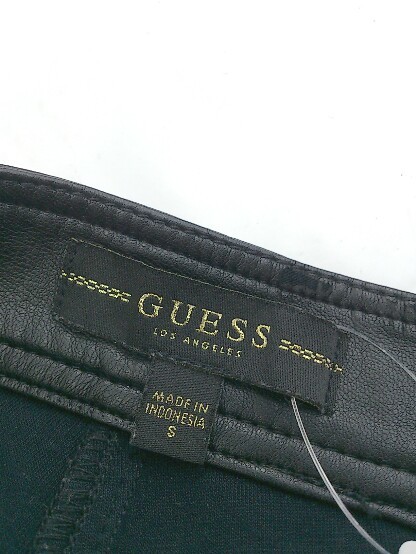 GUESS
LOS ANGELES
MADE IN
INDONESIA
S